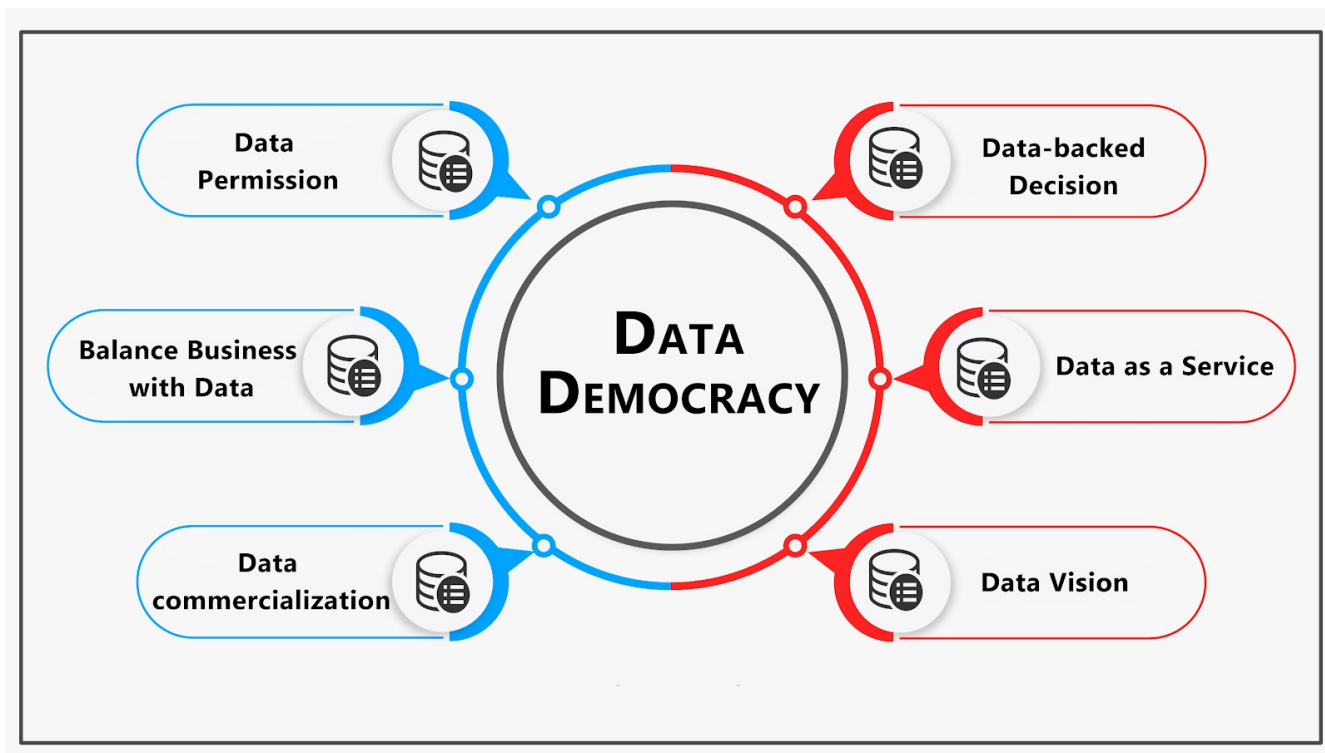 Data
Permission
Data-backed
Decision
Balance Business
with Data
DATA
DEMOCRACY
Data as a Service
Data
commercialization
Data Vision